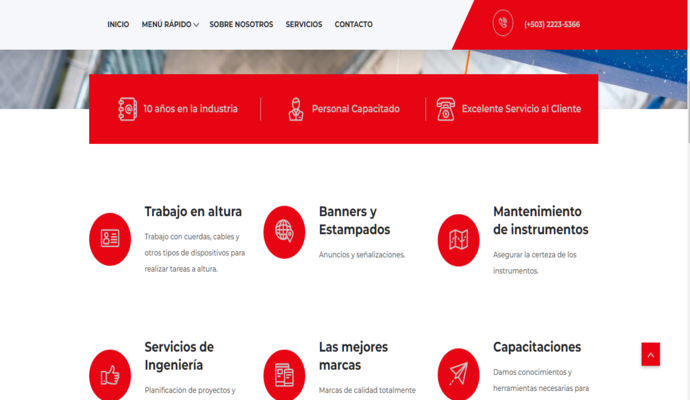 INICIO MENÚ RÁPIDO SOBRE NOSOTROS SERVICIOS CONTACTO (+503) 2223-5366
10 años en la industria Personal Capacitado Excelente Servicio al Cliente
Trabajo en altura
Trabajo con cuerdas, cables y
otros tipos de dispositivos para
realizar tareas a altura.
Banners y
Estampados
Anuncios y señalizaciones.
Mantenimiento
de instrumentos
Asegurar la certeza de los
instrumentos.
Servicios de
Ingeniería
Planificación de proyectos y
Las mejores
marcas
Marcas de calidad totalmente
Capacitaciones
Damos conocimientos y
herramientas necesarias para